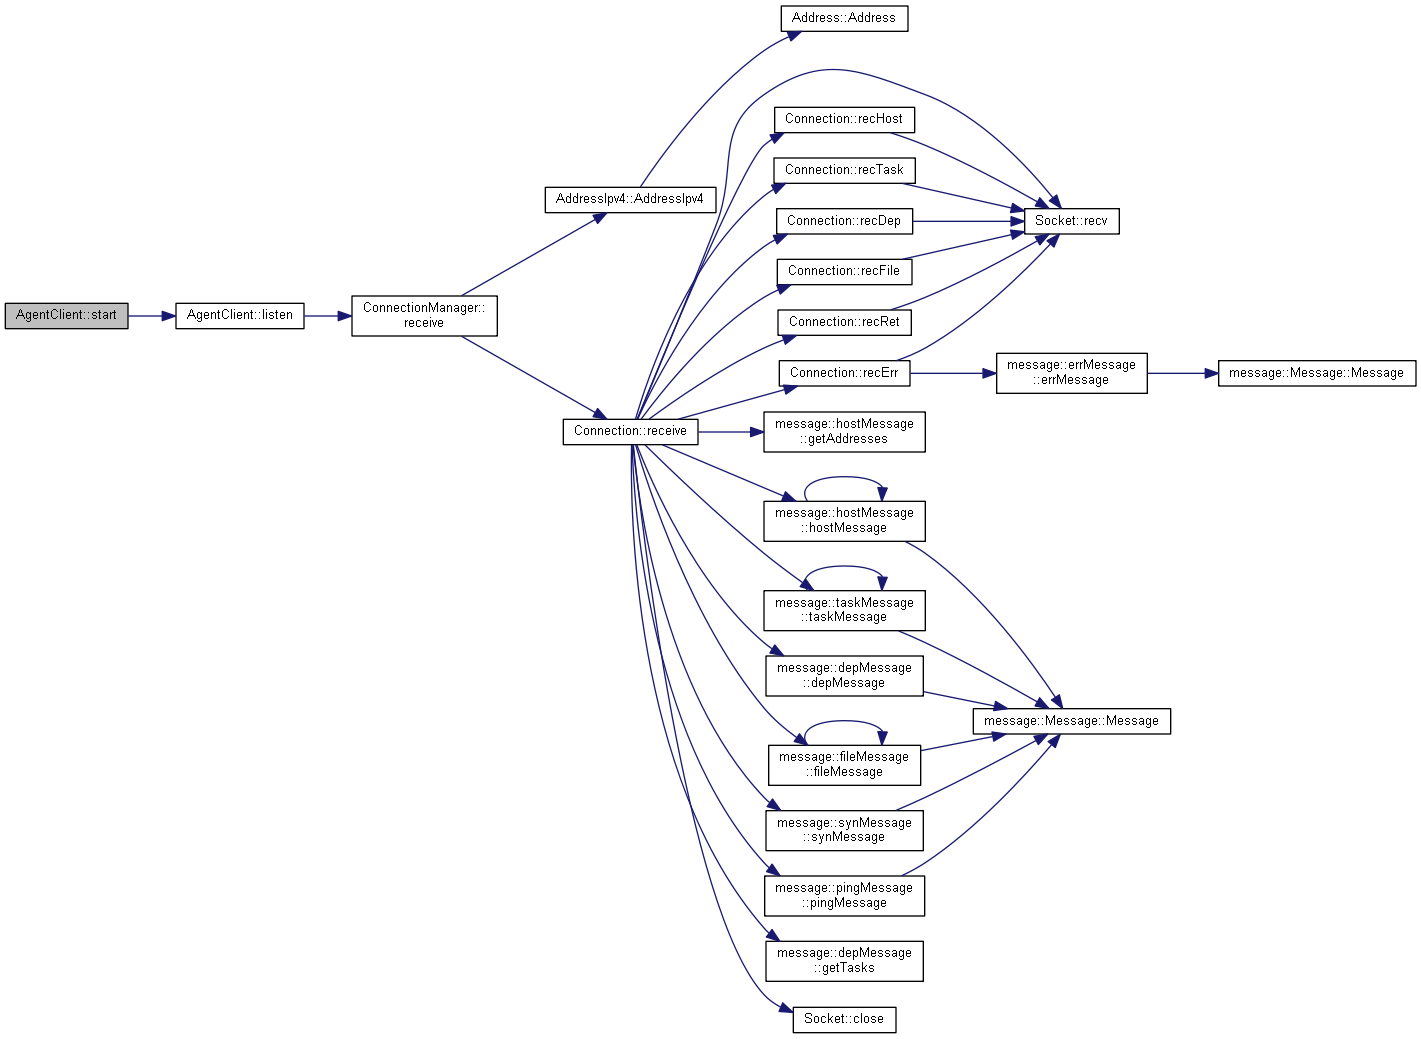 Address::Address
Connection::recHost
Connection::recTask
AddressIpv4::AddressIpv4
Connection::recDep
Socket::recv
Connection::recFile
AgentClient::start
AgentClient::listen
ConnectionManager::
receive
Connection::recRet
Connection::recErr
message::errMessage
::errMessage
message::Message::Message
Connection::receive
message::hostMessage
::getAddresses
message::hostMessage
::hostMessage
message::taskMessage
::taskMessage
message::depMessage
::depMessage
message::Message::Message
message::fileMessage
::fileMessage
message::synMessage
::synMessage
message::pingMessage
::pingMessage
message::depMessage
::getTasks
Socket::close